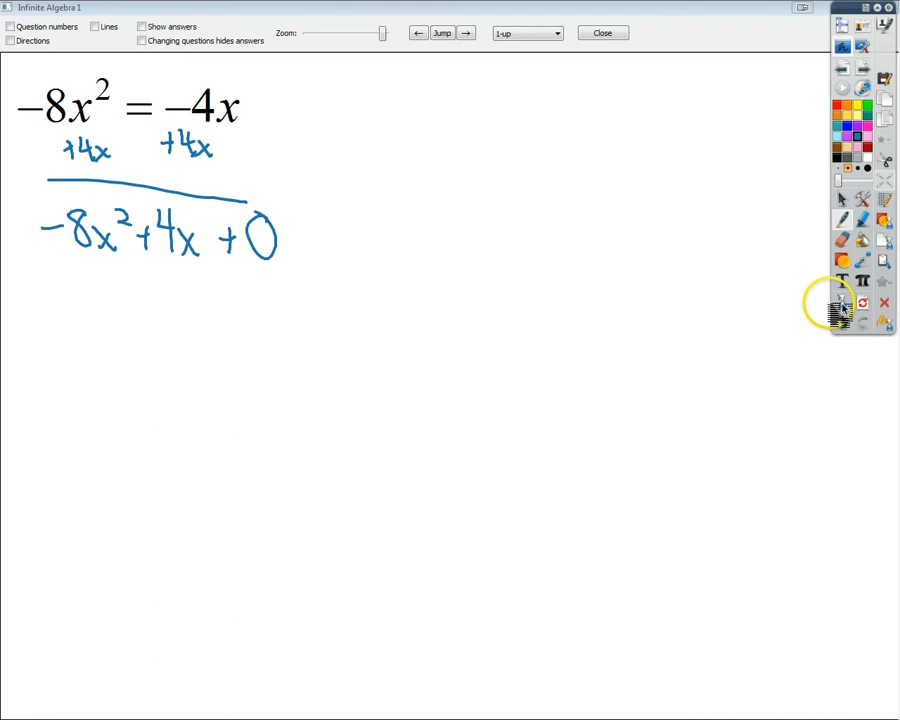 Infinite Algebra 1
Question numbers
Lines
Show answers
Directions
Changing questions hides answers
Zoom:
←
Jump
→
1-up
Close
−8x² = −4x
+4x +4x
-8x²+4x +0
T π